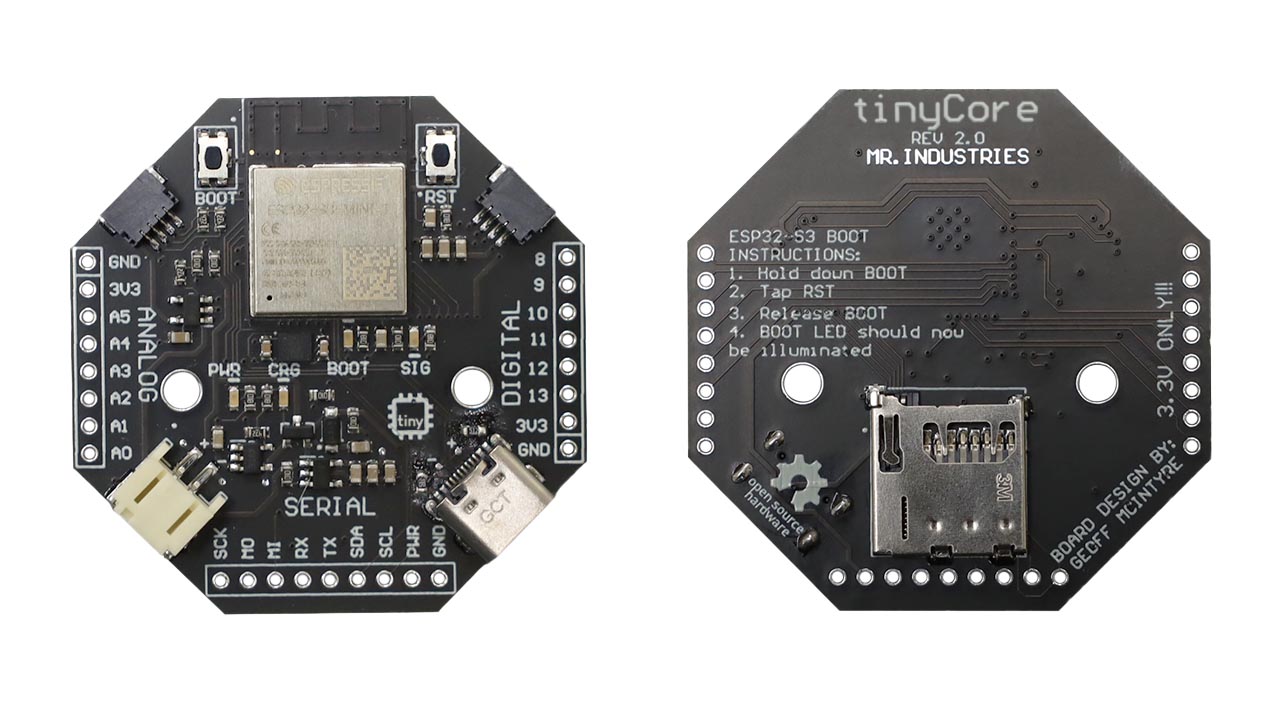 BOOT
RST
ESPRESSIF
GND
3V3
A5
A4
A3
A2
A1
A0
ANALOG
8
9
10
11
12
13
3V3
GND
DIGITAL
PWR
CRG
BOOT
SIG
tiny
+
+
GCT
SERIAL
SCK
MO
MI
RX
TX
SDA
SCL
PWR
GND
tinyCore
REV 2.0
MR.INDUSTRIES
ESP32-S3 BOOT
INSTRUCTIONS:
1. Hold down BOOT
2. Tap RST
3. Release BOOT
4. BOOT LED should now
be illuminated
3.3V ONLY!!!
3M
open source
hardware
BOARD DESIGN BY:
GEOFF MCINTYRE